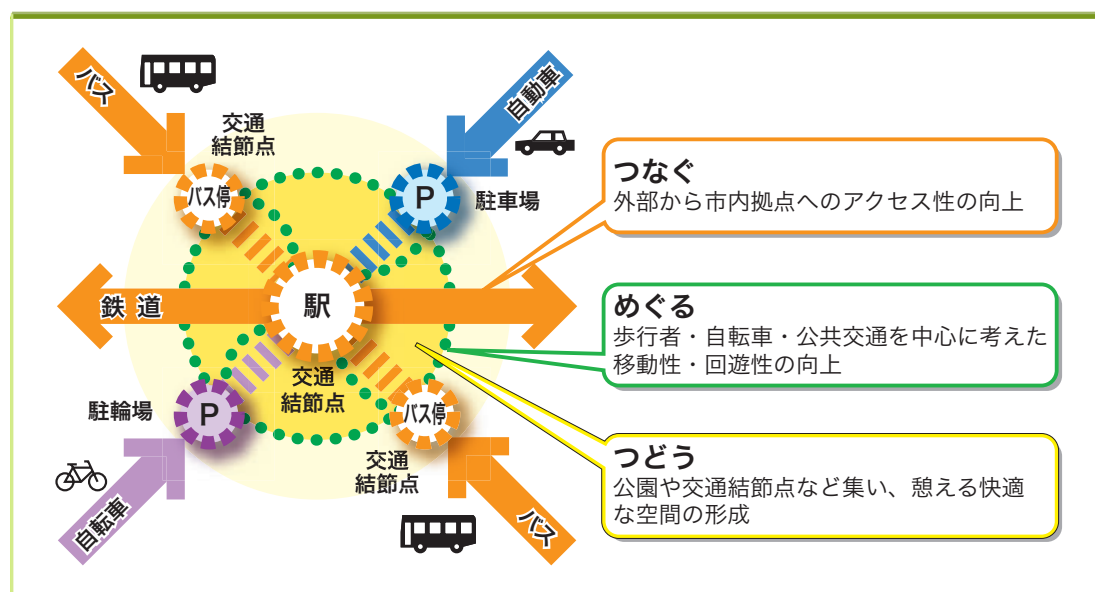 バス
交通
結節点
自動車
バス停
P
駐車場
つなぐ
外部から市内拠点へのアクセス性の向上
鉄道
駅
めぐる
歩行者・自転車・公共交通を中心に考えた
移動性・回遊性の向上
交通
結節点
駐輪場
P
バス停
つどう
公園や交通結節点など集い、憩える快適
な空間の形成
交通
結節点
自転車
バス